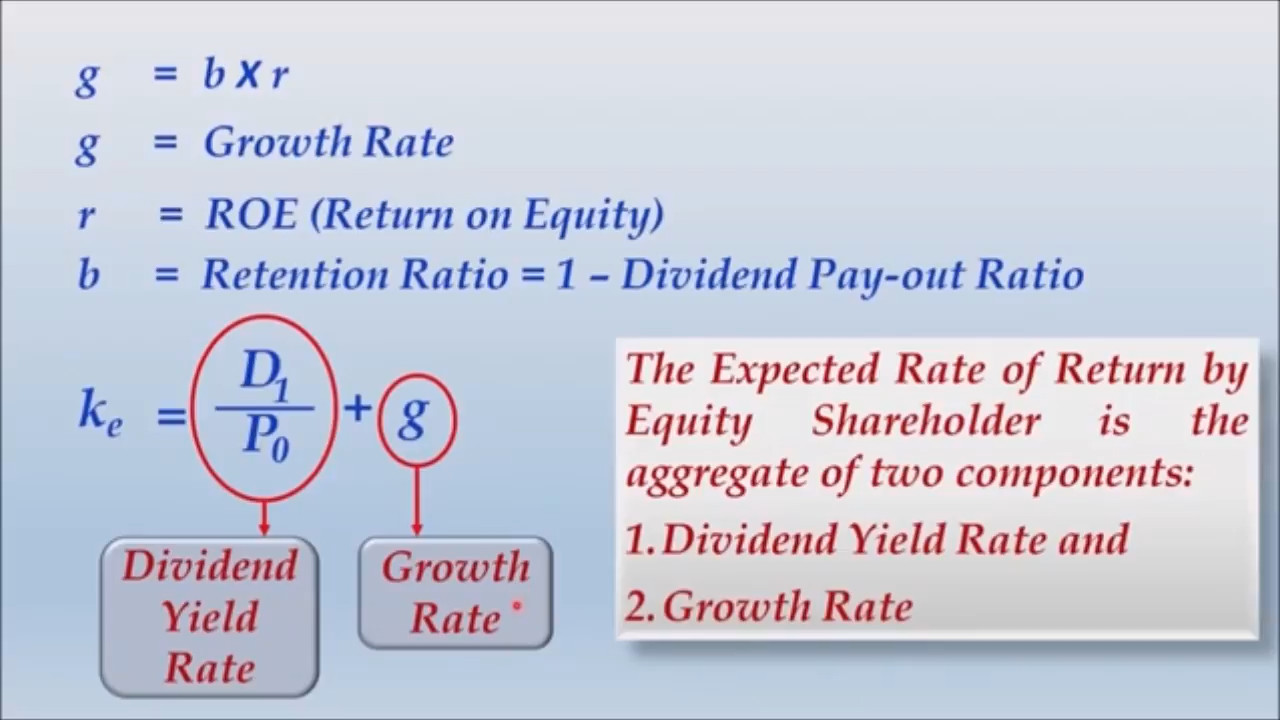 g = b X r
g = Growth Rate
r = ROE (Return on Equity)
b = Retention Ratio = 1 – Dividend Pay-out Ratio
kₑ = D₁/P₀ + g
Dividend
Yield
Rate
Growth
Rate
The Expected Rate of Return by
Equity Shareholder is the
aggregate of two components:
1. Dividend Yield Rate and
2. Growth Rate